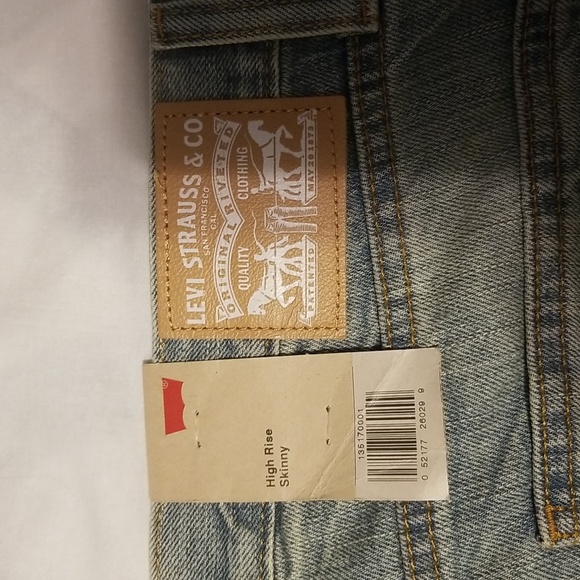 LEVI STRAUSS & CO
SAN FRANCISCO
CAL.
ORIGINAL RIVETED
QUALITY CLOTHING
PATENTED MAY 20 1873
High Rise
Skinny
135170001
0 52177 26029 9